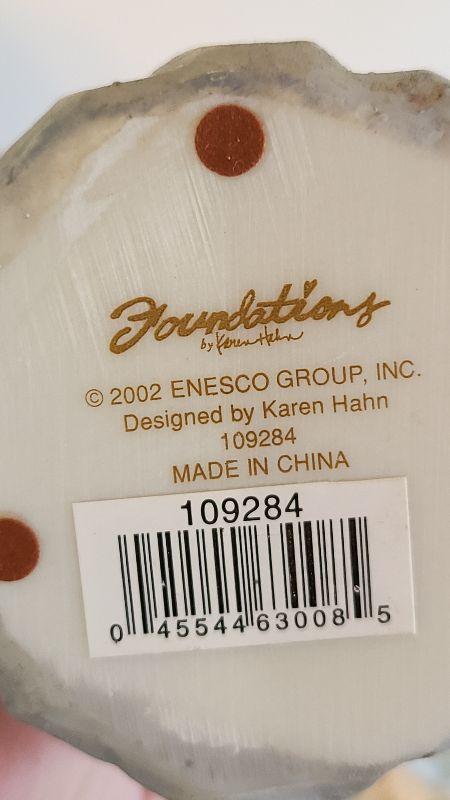 Foundations
by Karen Hahn
© 2002 ENESCO GROUP, INC.
Designed by Karen Hahn
109284
MADE IN CHINA
109284
0 45544 63008 5